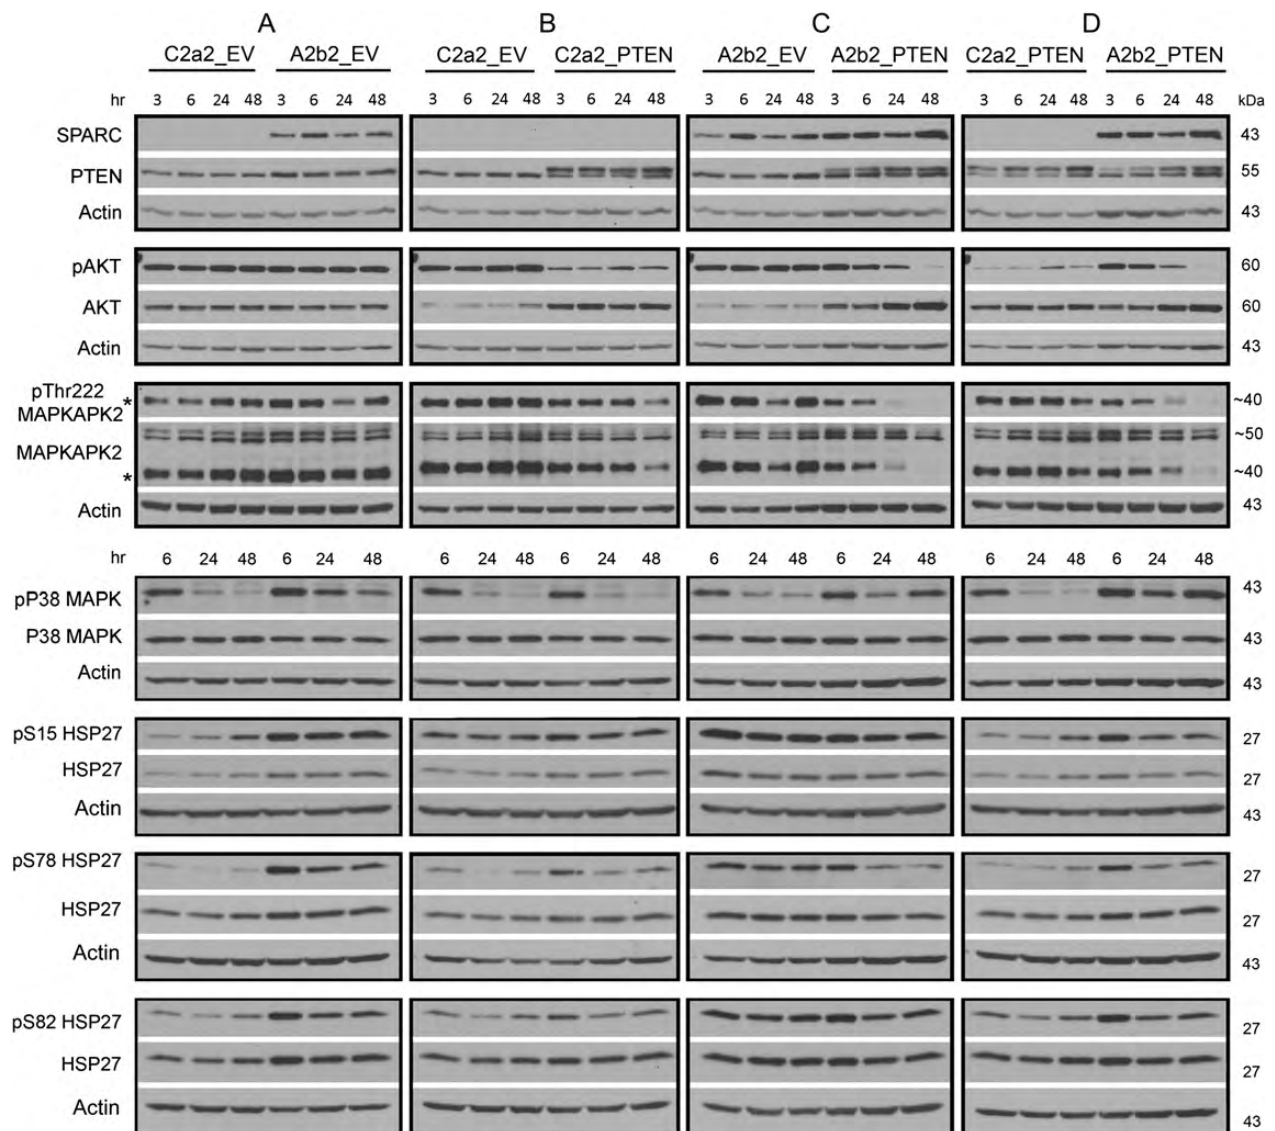 A B C D
C2a2_EV A2b2_EV C2a2_EV C2a2_PTEN A2b2_EV A2b2_PTEN C2a2_PTEN A2b2_PTEN
hr 3 6 24 48 3 6 24 48 3 6 24 48 3 6 24 48 3 6 24 48 3 6 24 48 3 6 24 48 3 6 24 48 kDa
SPARC 43
PTEN 55
Actin 43
pAKT 60
AKT 60
Actin 43
pThr222
MAPKAPK2 * ~40
~50
MAPKAPK2
* ~40
Actin 43
hr 6 24 48 6 24 48 6 24 48 6 24 48 6 24 48 6 24 48 6 24 48 6 24 48
pP38 MAPK 43
P38 MAPK 43
Actin 43
pS15 HSP27 27
HSP27 27
Actin 43
pS78 HSP27 27
HSP27 27
Actin 43
pS82 HSP27 27
HSP27 27
Actin 43